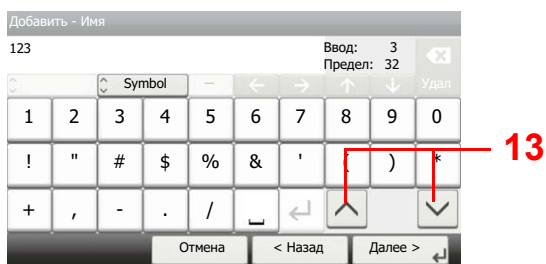 Добавить - Имя
123 Ввод: 3
Предел: 32
Symbol Удал
1 2 3 4 5 6 7 8 9 0
! " # $ % & ' ( ) *
+ , - . /
Отмена < Назад Далее >
13